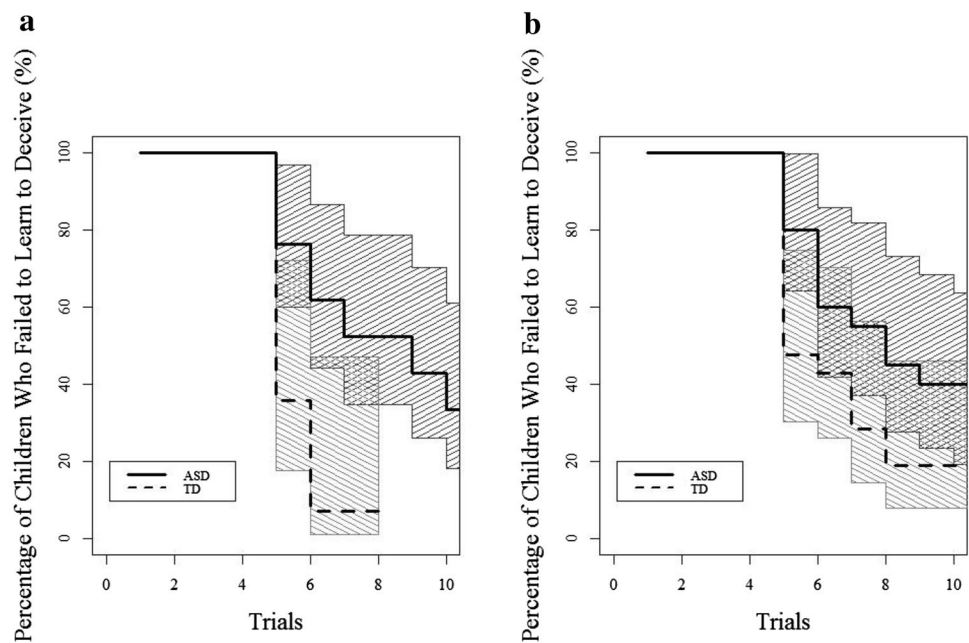 a
Percentage of Children Who Failed to Learn to Deceive (%)
100
80
60
40
20
0
ASD
TD
0 2 4 6 8 10
Trials
b
Percentage of Children Who Failed to Learn to Deceive (%)
100
80
60
40
20
0
ASD
TD
0 2 4 6 8 10
Trials